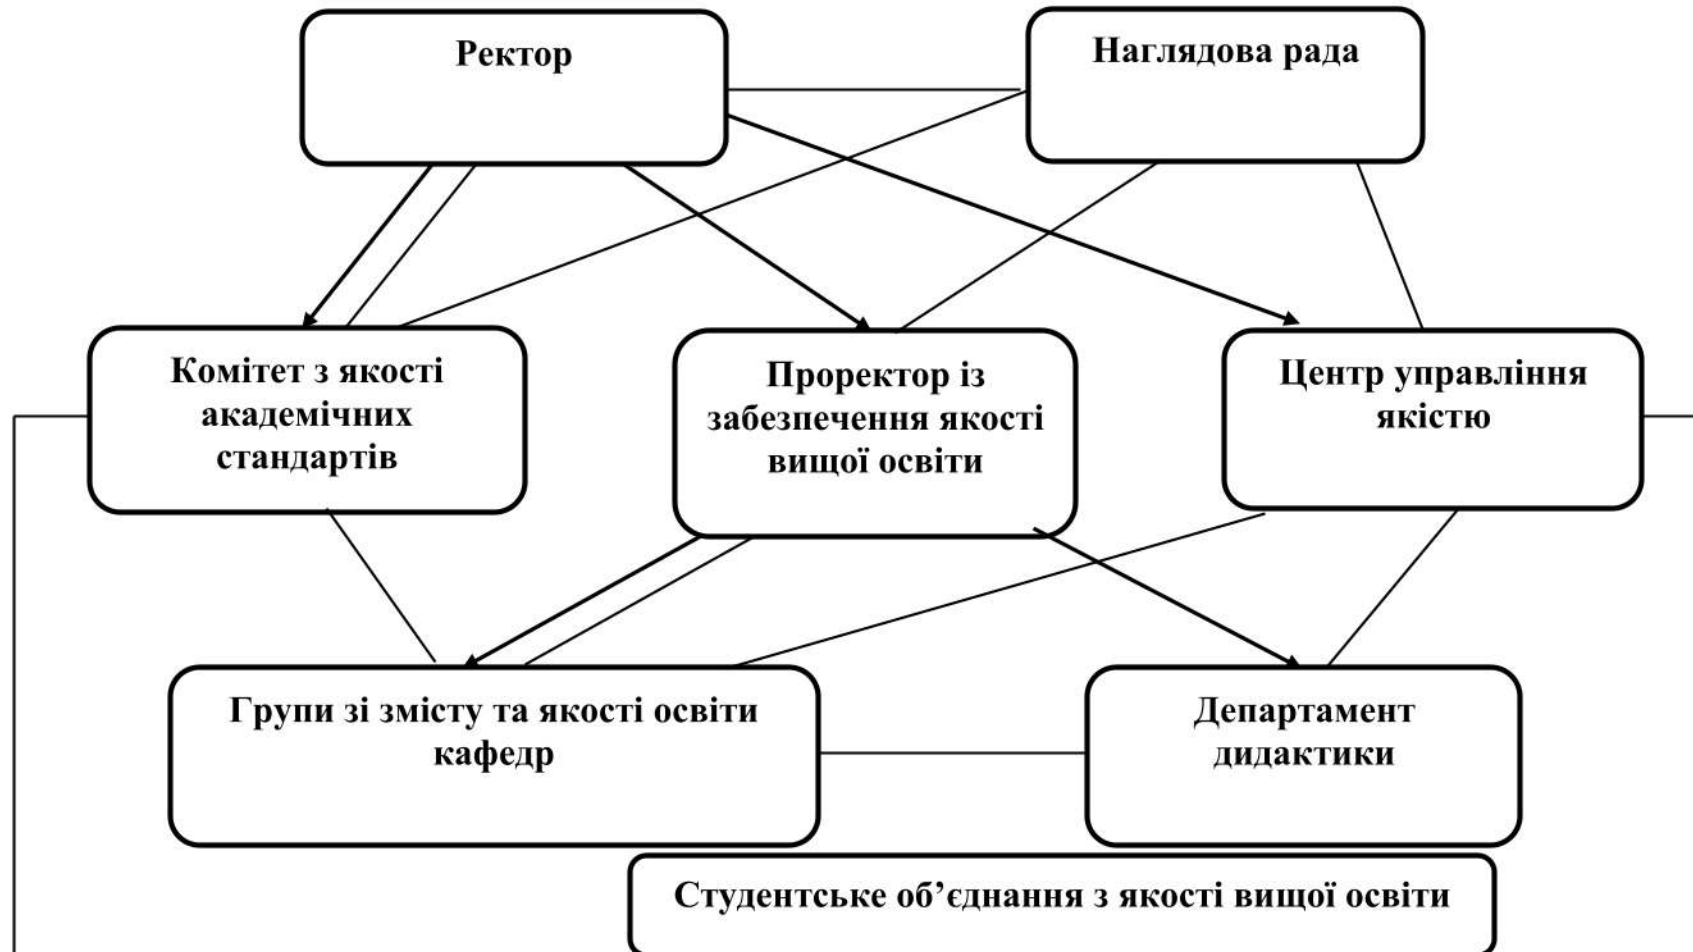 Ректор
Наглядова рада
Комітет з якості
академічних
стандартів
Проректор із
забезпечення якості
вищої освіти
Центр управління
якістю
Групи зі змісту та якості освіти
кафедр
Департамент
дидактики
Студентське об’єднання з якості вищої освіти